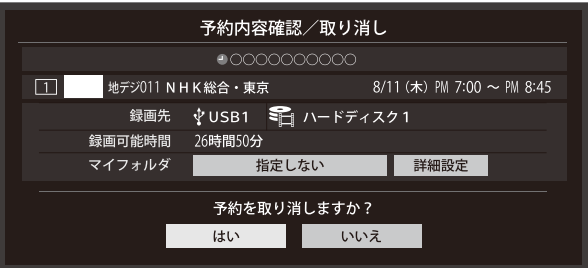 予約内容確認／取り消し
○○○○○○○○○○
1 地デジ011 NHK総合・東京 8/11（木）PM 7:00 ～ PM 8:45
録画先 USB1 ハードディスク1
録画可能時間 26時間50分
マイフォルダ 指定しない 詳細設定
予約を取り消しますか？
はい いいえ